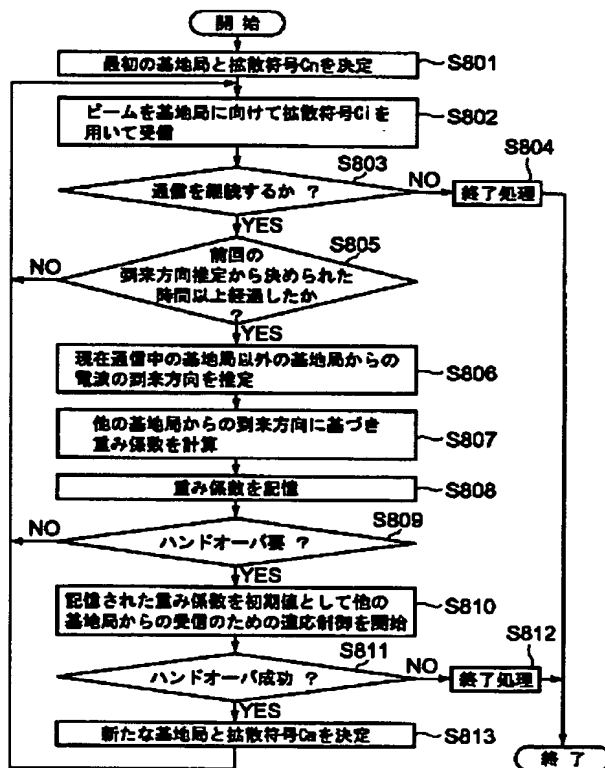 開 始
最初の基地局と拡散符号Cnを決定
S801
ビームを基地局に向けて拡散符号Ciを
用いて受信
S802
S803
通信を継続するか ?
NO
S804
終了処理
YES
S805
NO
前回の
到来方向推定から決められた
時間以上経過したか
?
YES
現在通信中の基地局以外の基地局からの
電波の到来方向を推定
S806
他の基地局からの到来方向に基づき
重み係数を計算
S807
重み係数を記憶
S808
NO
S809
ハンドオーバ要 ?
YES
記憶された重み係数を初期値として他の
基地局からの受信のための適応制御を開始
S810
S811
ハンドオーバ成功 ?
NO
S812
終了処理
YES
新たな基地局と拡散符号Cmを決定
S813
終 了